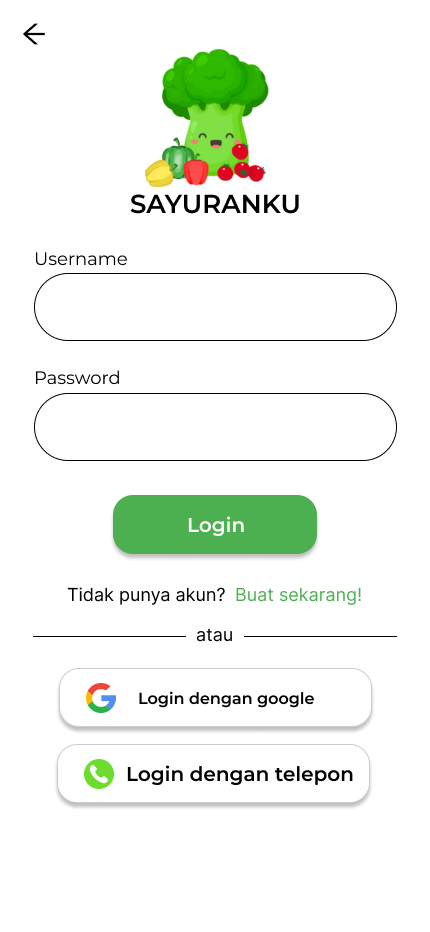 SAYURANKU
Username
Password
Login
Tidak punya akun? Buat sekarang!
atau
Login dengan google
Login dengan telepon